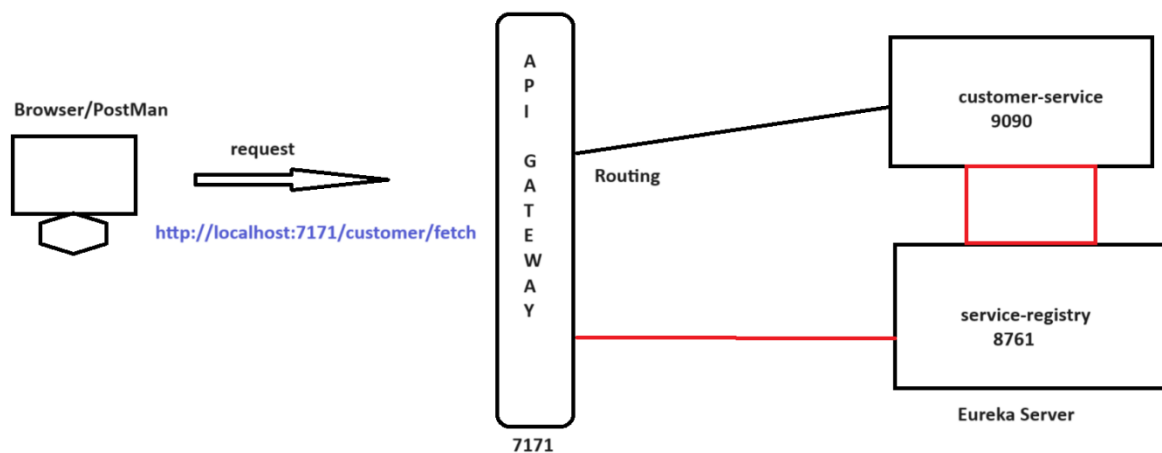 Browser/PostMan
request
http://localhost:7171/customer/fetch
A
P
I
G
A
T
E
W
A
Y
7171
Routing
customer-service
9090
service-registry
8761
Eureka Server